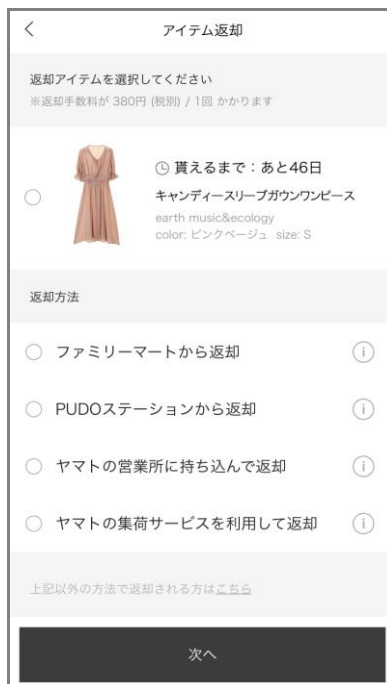 アイテム返却
返却アイテムを選択してください
※返却手数料が 380円 (税別) / 1回 かかります
貰えるまで：あと46日
キャンディースリーブガウンワンピース
earth music&ecology
color: ピンクベージュ size: S
返却方法
ファミリーマートから返却
PUDOステーションから返却
ヤマトの営業所に持ち込んで返却
ヤマトの集荷サービスを利用して返却
上記以外の方法で返却される方はこちら
次へ